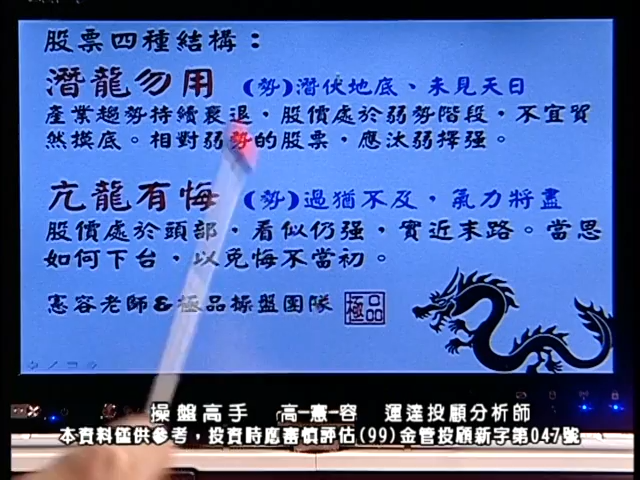 股票四種結構：
潛龍勿用 (勢)潛伏地底、未見天日
產業趨勢持續衰退，股價處於弱勢階段，不宜貿
然摸底。相對弱勢的股票，應汰弱擇強。
亢龍有悔 (勢)過猶不及，氣力將盡
股價處於頭部，看似仍強，實近末路。當思
如何下台，以免悔不當初。
憲容老師&極品操盤團隊 極品
操盤高手 高-憲-容 運達投顧分析師
本資料僅供參考，投資時應審慎評估(99)金管投顧新字第047號